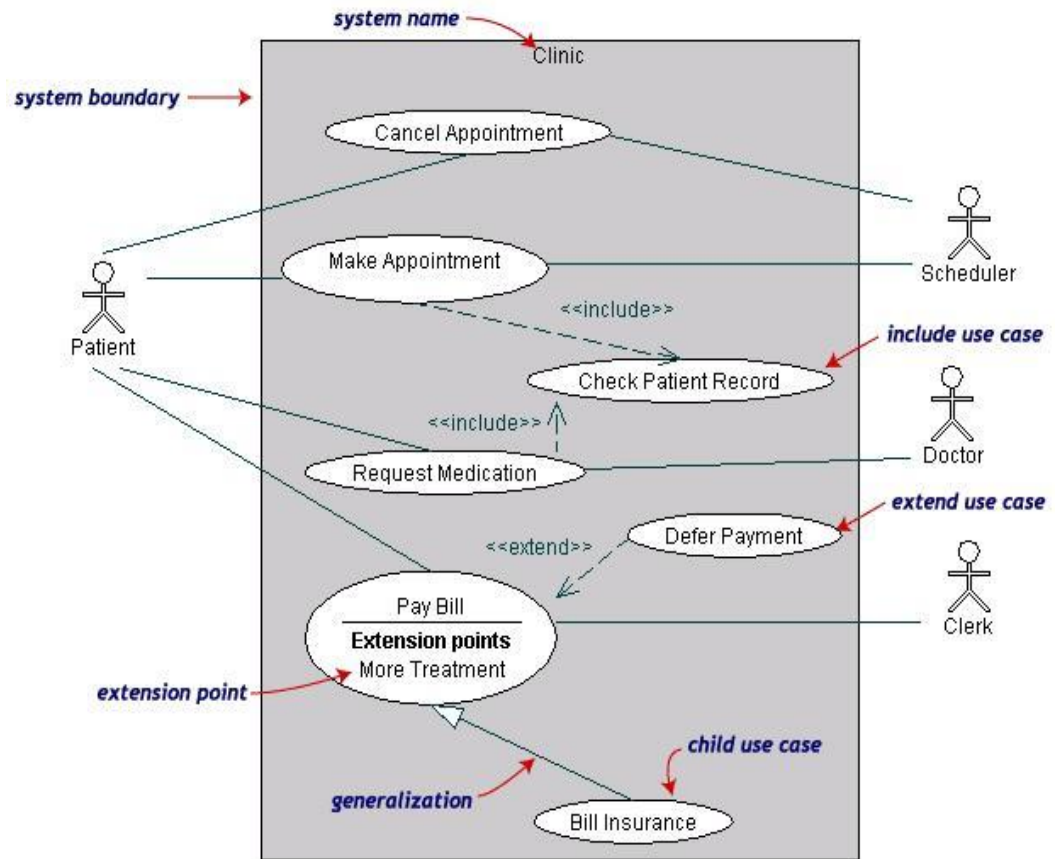 system name
Clinic
system boundary
Cancel Appointment
Scheduler
Make Appointment
Patient
<<include>>
include use case
Check Patient Record
<<include>>
Doctor
Request Medication
extend use case
Defer Payment
<<extend>>
Pay Bill
Extension points
More Treatment
Clerk
extension point
child use case
generalization
Bill Insurance